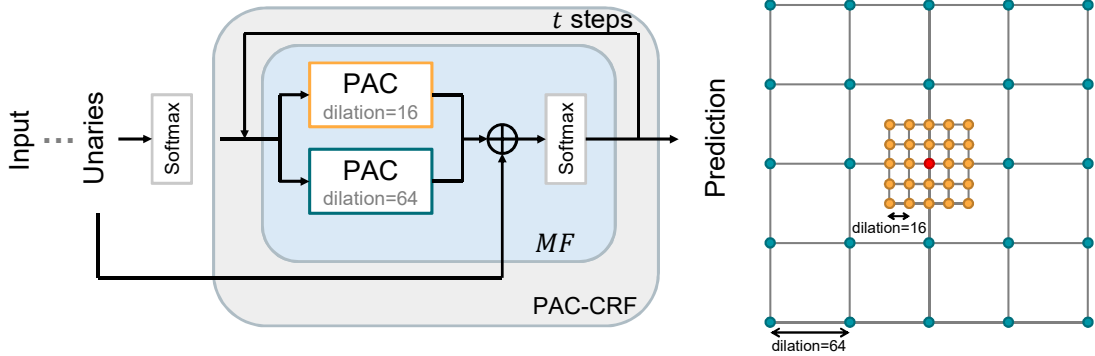 Input
Unaries
Softmax
t steps
PAC
dilation=16
PAC
dilation=64
Softmax
MF
PAC-CRF
Prediction
dilation=16
dilation=64